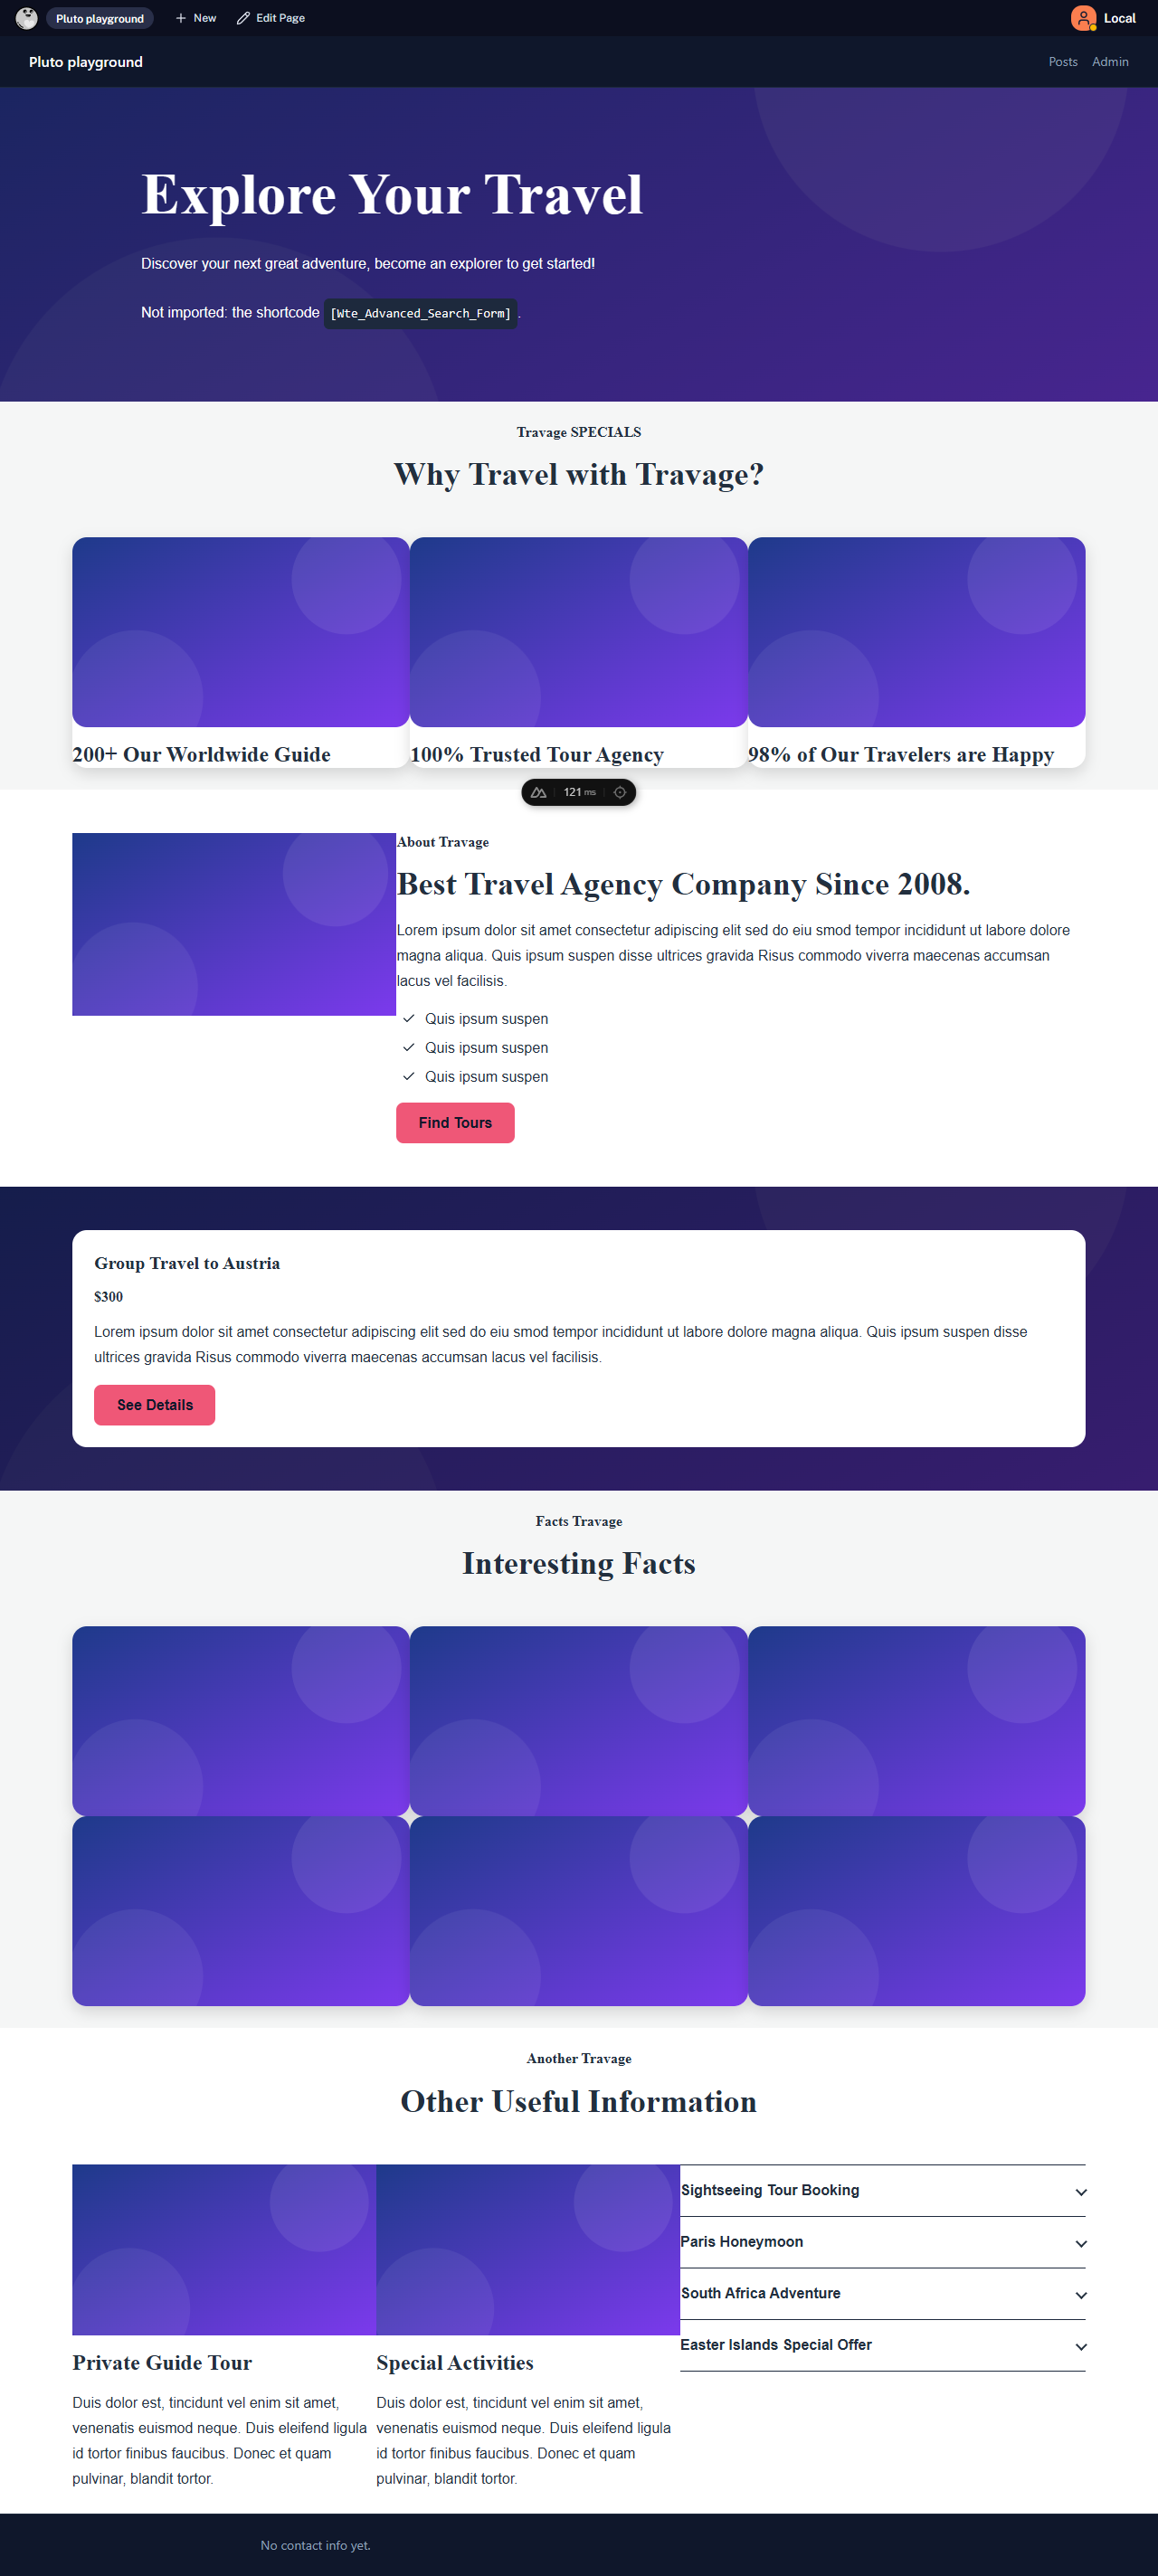 Pluto playground
New
Edit Page
Local
Pluto playground
Posts
Admin
Explore Your Travel
Discover your next great adventure, become an explorer to get started!
Not imported: the shortcode [Wte_Advanced_Search_Form] .
Travage SPECIALS
Why Travel with Travage?
200+ Our Worldwide Guide
100% Trusted Tour Agency
98% of Our Travelers are Happy
121 ms
About Travage
Best Travel Agency Company Since 2008.
Lorem ipsum dolor sit amet consectetur adipiscing elit sed do eiu smod tempor incididunt ut labore dolore
magna aliqua. Quis ipsum suspen disse ultrices gravida Risus commodo viverra maecenas accumsan
lacus vel facilisis.
Quis ipsum suspen
Quis ipsum suspen
Quis ipsum suspen
Find Tours
Group Travel to Austria
$300
Lorem ipsum dolor sit amet consectetur adipiscing elit sed do eiu smod tempor incididunt ut labore dolore magna aliqua. Quis ipsum suspen disse
ultrices gravida Risus commodo viverra maecenas accumsan lacus vel facilisis.
See Details
Facts Travage
Interesting Facts
Another Travage
Other Useful Information
Private Guide Tour
Duis dolor est, tincidunt vel enim sit amet,
venenatis euismod neque. Duis eleifend ligula
id tortor finibus faucibus. Donec et quam
pulvinar, blandit tortor.
Special Activities
Duis dolor est, tincidunt vel enim sit amet,
venenatis euismod neque. Duis eleifend ligula
id tortor finibus faucibus. Donec et quam
pulvinar, blandit tortor.
Sightseeing Tour Booking
Paris Honeymoon
South Africa Adventure
Easter Islands Special Offer
No contact info yet.